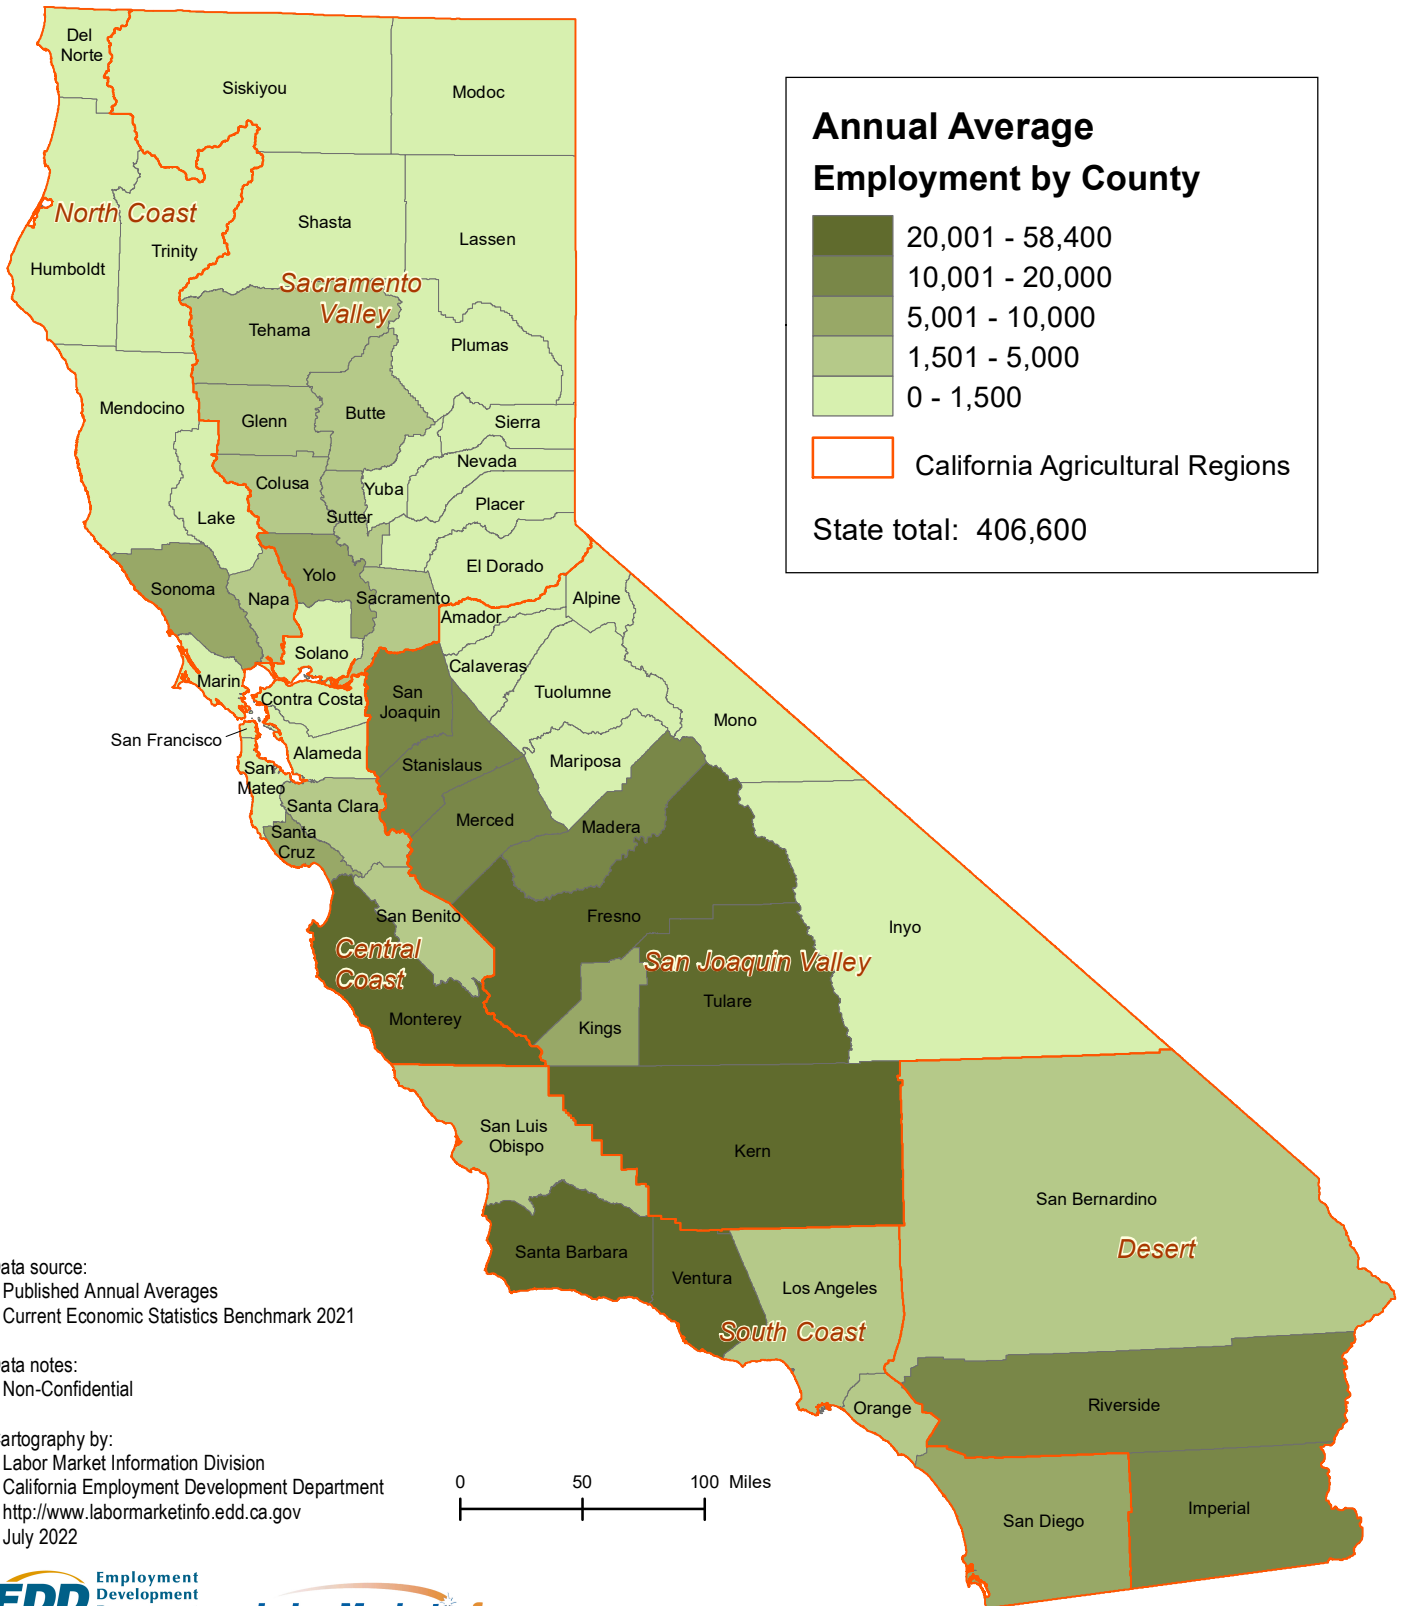 Del
Norte
Siskiyou
Modoc
Annual Average
Employment by County
20,001 - 58,400
10,001 - 20,000
5,001 - 10,000
1,501 - 5,000
0 - 1,500
California Agricultural Regions
State total: 406,600
North Coast
Trinity
Humboldt
Shasta
Lassen
Sacramento
Valley
Tehama
Plumas
Mendocino
Glenn
Butte
Sierra
Nevada
Colusa
Yuba
Placer
Lake
Sutter
El Dorado
Sonoma
Napa
Yolo
Sacramento
Amador
Alpine
Solano
Calaveras
Marin
Contra Costa
San
Joaquin
Tuolumne
Mono
San Francisco
Alameda
Stanislaus
Mariposa
San
Mateo
Santa Clara
Merced
Madera
Santa
Cruz
San Benito
Fresno
Inyo
Central
Coast
San Joaquin Valley
Tulare
Monterey
Kings
San Luis
Obispo
Kern
San Bernardino
Desert
Santa Barbara
Ventura
Los Angeles
South Coast
Orange
Riverside
San Diego
Imperial
ata source:
Published Annual Averages
Current Economic Statistics Benchmark 2021
ata notes:
Non-Confidential
artography by:
Labor Market Information Division
California Employment Development Department
http://www.labormarketinfo.edd.ca.gov
July 2022
0 50 100 Miles
EDD Employment
Development